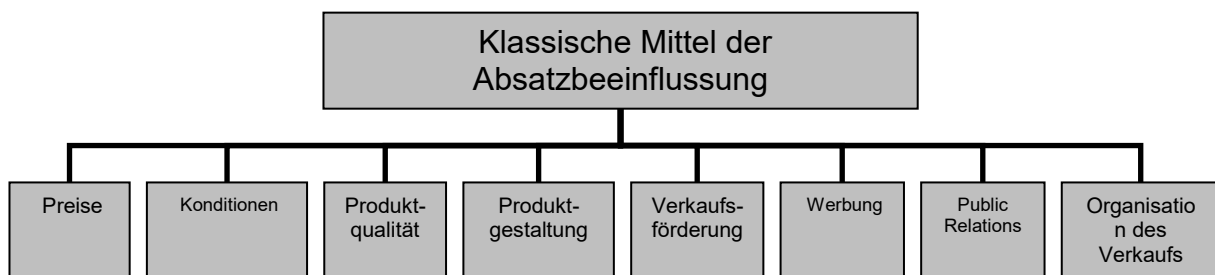 Klassische Mittel der
Absatzbeeinflussung
Preise
Konditionen
Produkt-
qualität
Produkt-
gestaltung
Verkaufs-
förderung
Werbung
Public
Relations
Organisatio
n des
Verkaufs